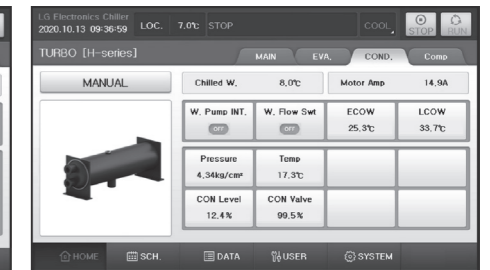 LG Electronics Chiller
2020.10.13 09:36:59 LOC. 7.0℃ STOP COOL STOP RUN
TURBO [H-series] MAIN EVA. COND. Comp
MANUAL Chilled W. 8.0℃ Motor Amp 14.9A
W. Pump INT. W. Flow Swt ECOW LCOW
OFF OFF 25.3℃ 33.7℃
Pressure Temp
4.34kg/cm² 17.3℃
CON Level CON Valve
12.4% 99.5%
HOME SCH. DATA USER SYSTEM